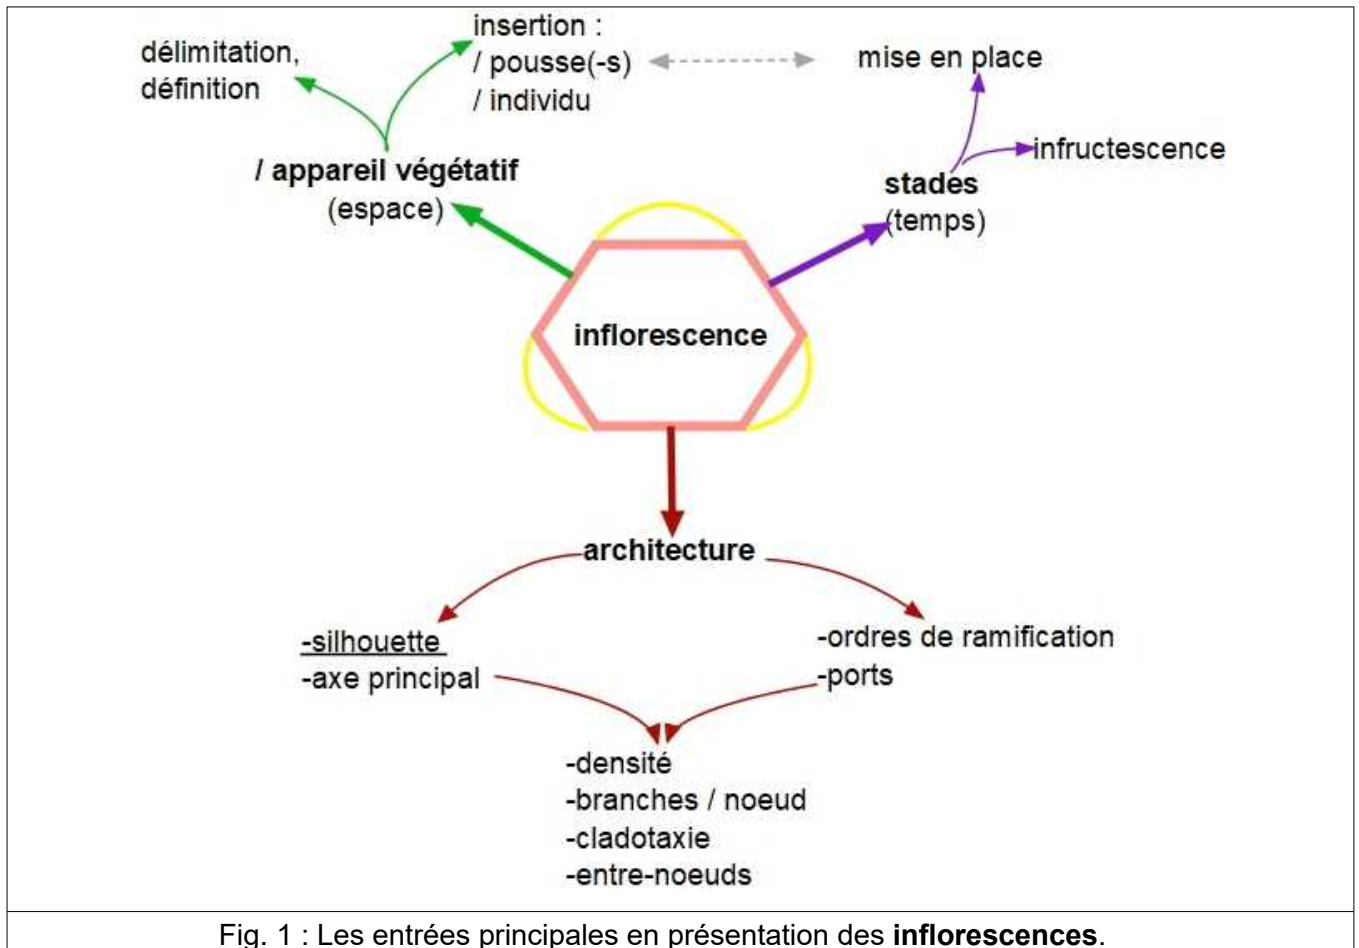 délimitation,
définition
insertion :
/ pousse(-s)
/ individu
mise en place
infructescence
/ appareil végétatif
(espace)
stades
(temps)
inflorescence
architecture
-silhouette
-axe principal
-ordres de ramification
-ports
-densité
-branches / noeud
-cladotaxie
-entre-noeuds
Fig. 1 : Les entrées principales en présentation des inflorescences.